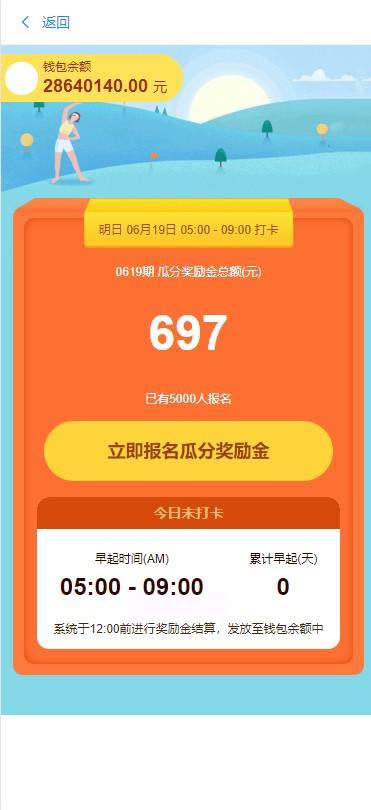 返回
钱包余额
28640140.00 元
明日 06月19日 05:00 - 09:00 打卡
0619期 瓜分奖励金总额(元)
697
已有5000人报名
立即报名瓜分奖励金
今日未打卡
早起时间(AM) 累计早起(天)
05:00 - 09:00 0
系统于12:00前进行奖励金结算，发放至钱包余额中